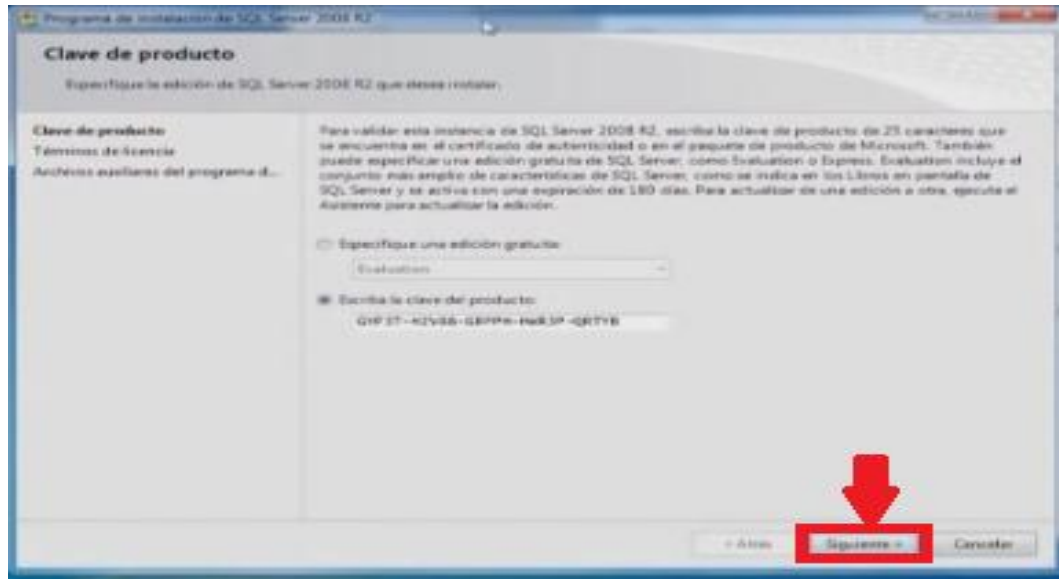 Programa de instalación de SQL Server 2008 R2
Clave de producto
Especifique la edición de SQL Server 2008 R2 que desea instalar.
Clave de producto
Términos de licencia
Archivos auxiliares del programa d...
Para validar esta instancia de SQL Server 2008 R2, escriba la clave de producto de 25 caracteres que
se encuentra en el certificado de autenticidad o en el paquete de producto de Microsoft. También
puede especificar una edición gratuita de SQL Server, como Evaluation o Express. Evaluation incluye el
conjunto más amplio de características de SQL Server, como se indica en los Libros en pantalla de
SQL Server y se activa con una expiración de 180 días. Para actualizar de una edición a otra, ejecute el
Asistente para actualizar la edición.
Especifique una edición gratuita:
Evaluation
Escriba la clave del producto:
< Atrás
Siguiente >
Cancelar